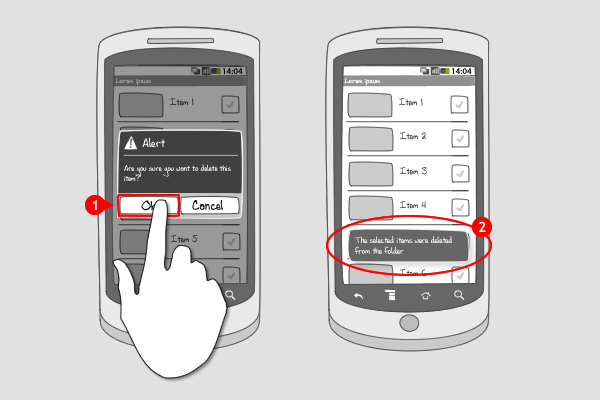 14:04
Lorem ipsum
Item 1
Alert
Are you sure you want to delete this
item?
1
Ok
Cancel
Item 5
14:04
Lorem ipsum
Item 1
Item 2
Item 3
Item 4
2
The selected items were deleted
from the folder
Item 6